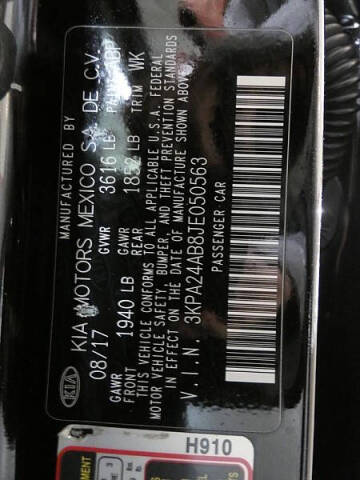 KIA
MANUFACTURED BY
KIA MOTORS MEXICO S.A. DE C.V.
08/17 GVWR 3616 LB
GAWR FRONT 1940 LB GAWR REAR 1852 LB TRIM WK
THIS VEHICLE CONFORMS TO ALL APPLICABLE U.S.A. FEDERAL
MOTOR VEHICLE SAFETY, BUMPER, AND THEFT PREVENTION STANDARDS
IN EFFECT ON THE DATE OF MANUFACTURE SHOWN ABOVE.
V.I.N. 3KPA24AB8JE050563
PASSENGER CAR
H910